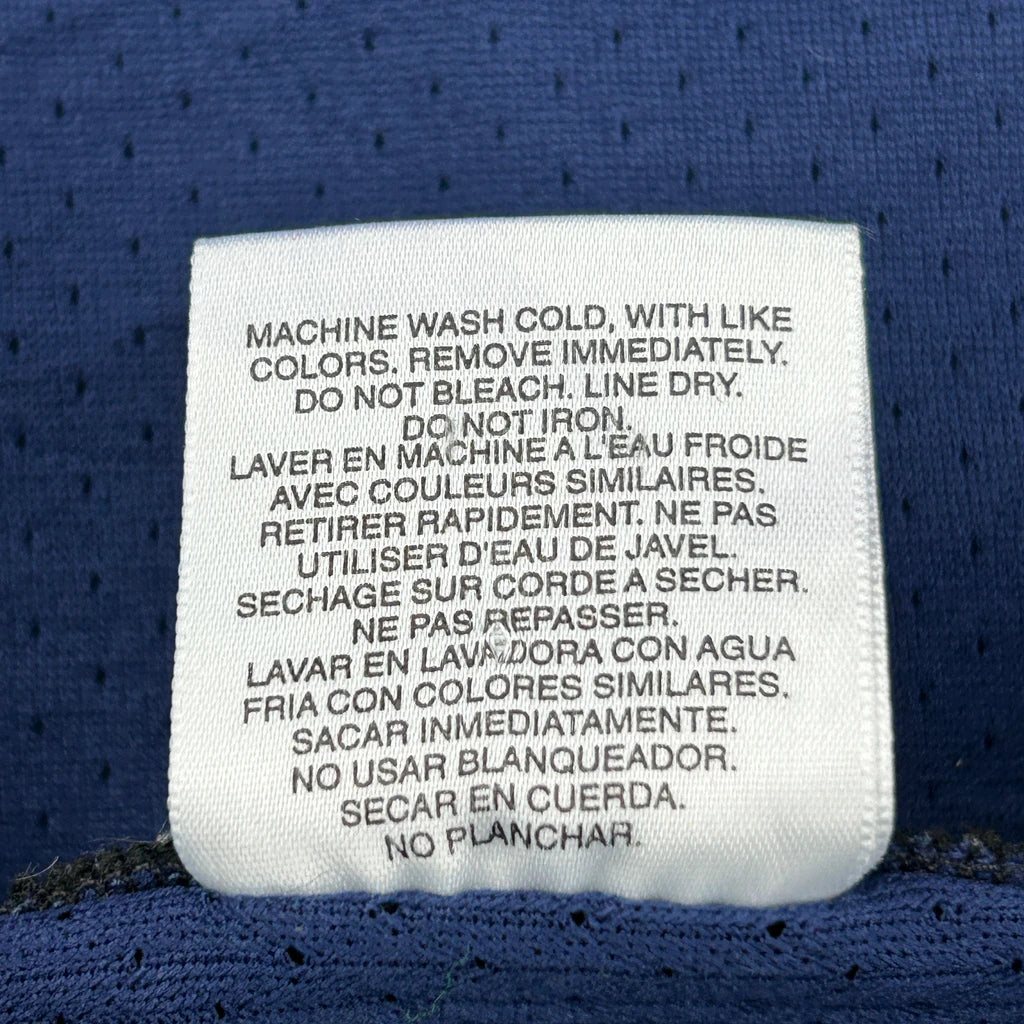 MACHINE WASH COLD, WITH LIKE
COLORS. REMOVE IMMEDIATELY.
DO NOT BLEACH. LINE DRY.
DO NOT IRON.
LAVER EN MACHINE A L'EAU FROIDE
AVEC COULEURS SIMILAIRES.
RETIRER RAPIDEMENT. NE PAS
UTILISER D'EAU DE JAVEL.
SECHAGE SUR CORDE A SECHER.
NE PAS REPASSER.
LAVAR EN LAVADORA CON AGUA
FRIA CON COLORES SIMILARES.
SACAR INMEDIATAMENTE.
NO USAR BLANQUEADOR.
SECAR EN CUERDA.
NO PLANCHAR.